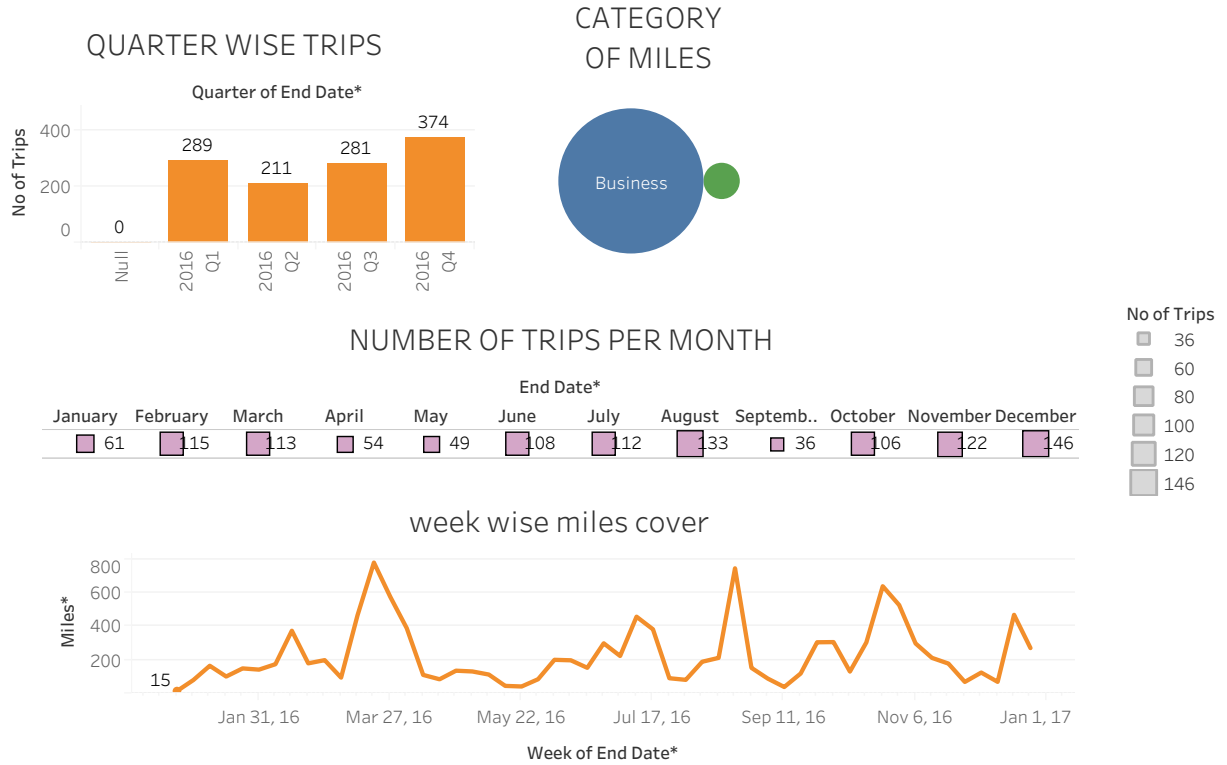 QUARTER WISE TRIPS
Quarter of End Date*
No of Trips
400
200
0
289
211
281
374
0
Null
2016 Q1
2016 Q2
2016 Q3
2016 Q4
CATEGORY
OF MILES
Business
NUMBER OF TRIPS PER MONTH
End Date*
January February March April May June July August Septemb.. October November December
61 115 113 54 49 108 112 133 36 106 122 146
No of Trips
36
60
80
100
120
146
week wise miles cover
Miles*
800
600
400
200
15
Jan 31, 16 Mar 27, 16 May 22, 16 Jul 17, 16 Sep 11, 16 Nov 6, 16 Jan 1, 17
Week of End Date*